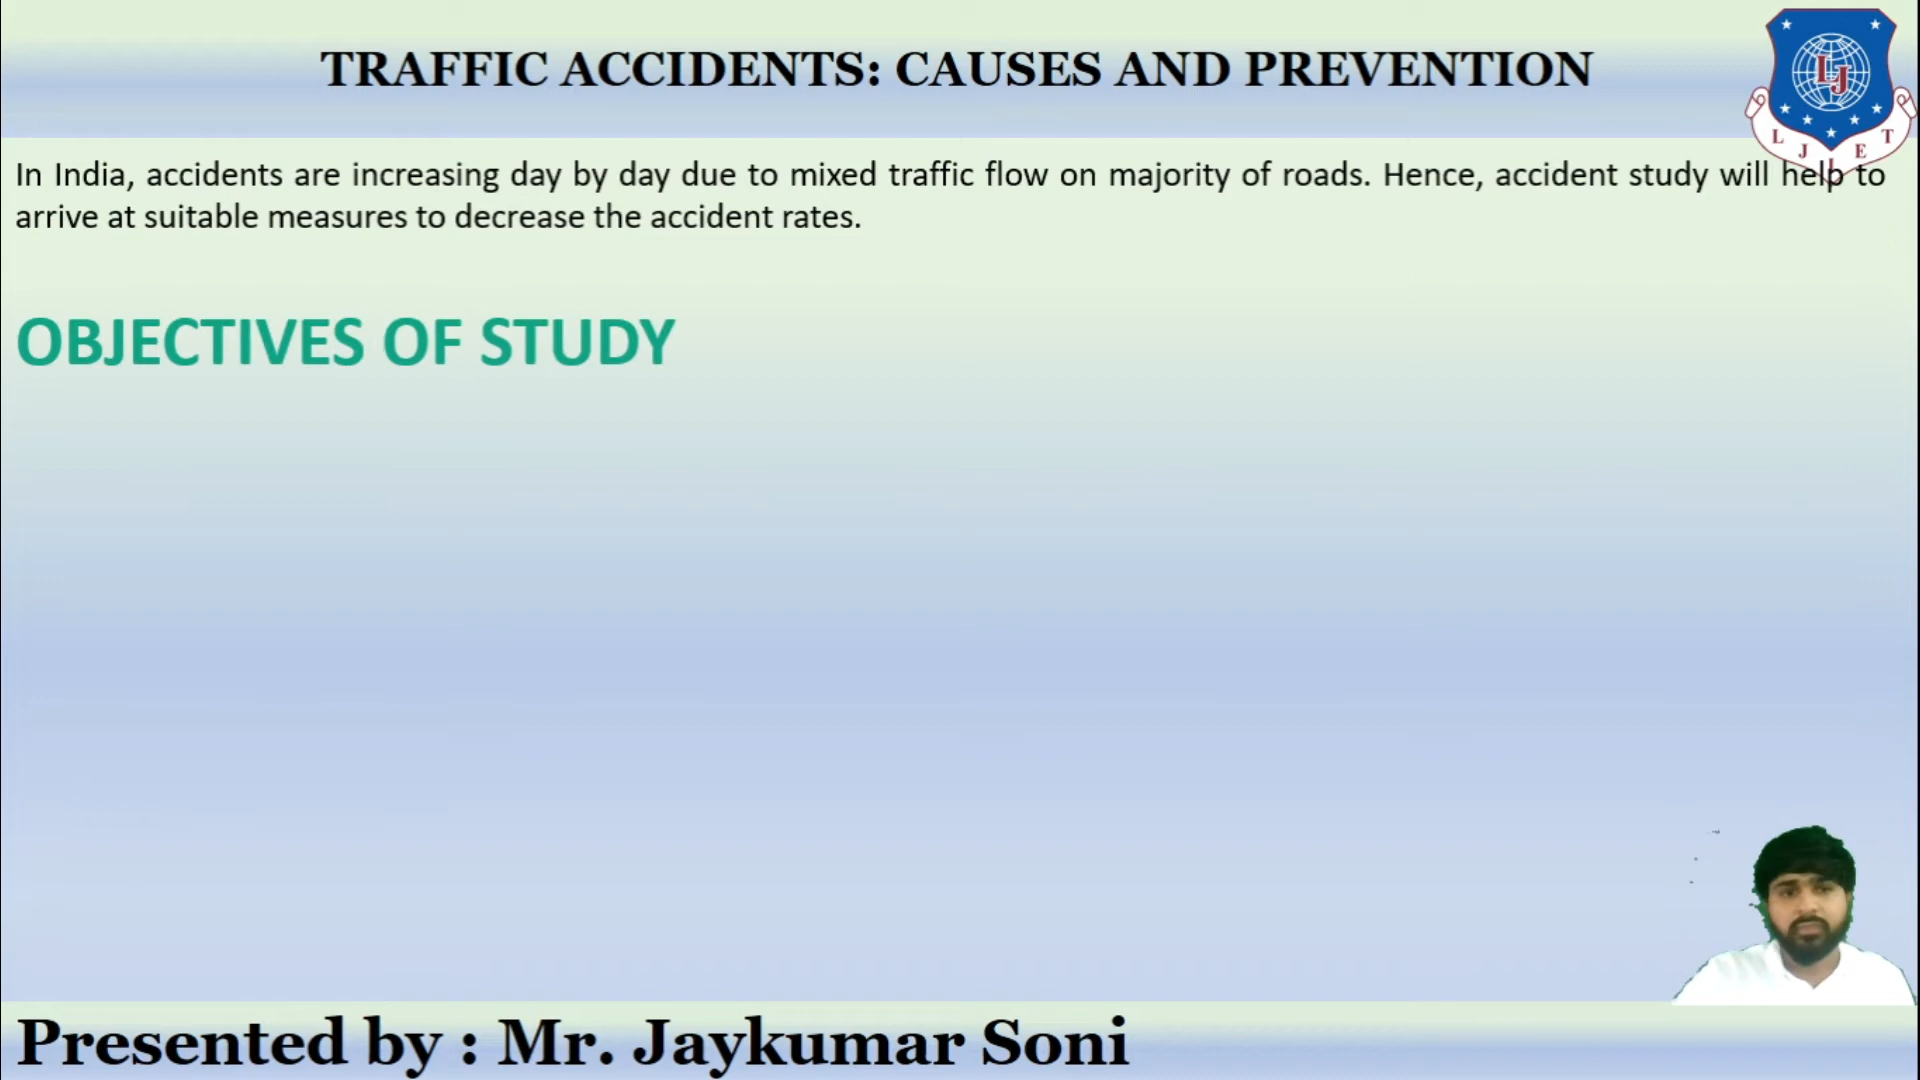 TRAFFIC ACCIDENTS: CAUSES AND PREVENTION
LJ
L J I E T
In India, accidents are increasing day by day due to mixed traffic flow on majority of roads. Hence, accident study will help to
arrive at suitable measures to decrease the accident rates.
OBJECTIVES OF STUDY
Presented by : Mr. Jaykumar Soni